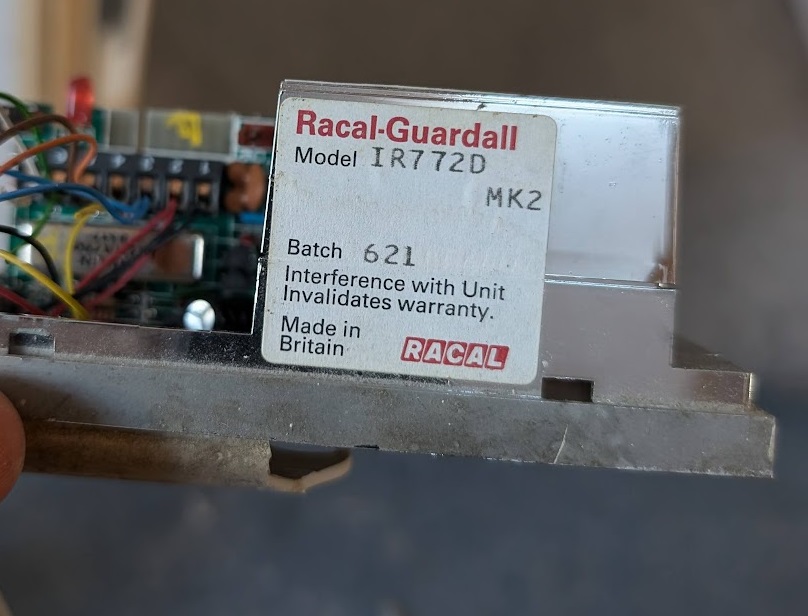 Racal-Guardall
Model IR772D
MK2
Batch 621
Interference with Unit
Invalidates warranty.
Made in
Britain
RACAL